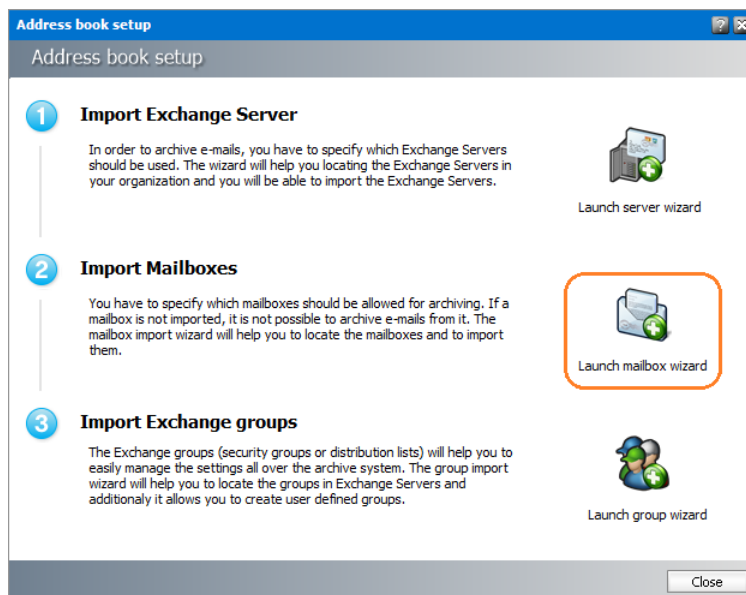 Address book setup
Address book setup
1 Import Exchange Server
In order to archive e-mails, you have to specify which Exchange Servers
should be used. The wizard will help you locating the Exchange Servers in
your organization and you will be able to import the Exchange Servers.
Launch server wizard
2 Import Mailboxes
You have to specify which mailboxes should be allowed for archiving. If a
mailbox is not imported, it is not possible to archive e-mails from it. The
mailbox import wizard will help you to locate the mailboxes and to import
them.
Launch mailbox wizard
3 Import Exchange groups
The Exchange groups (security groups or distribution lists) will help you to
easily manage the settings all over the archive system. The group import
wizard will help you to locate the groups in Exchange Servers and
additionaly it allows you to create user defined groups.
Launch group wizard
Close